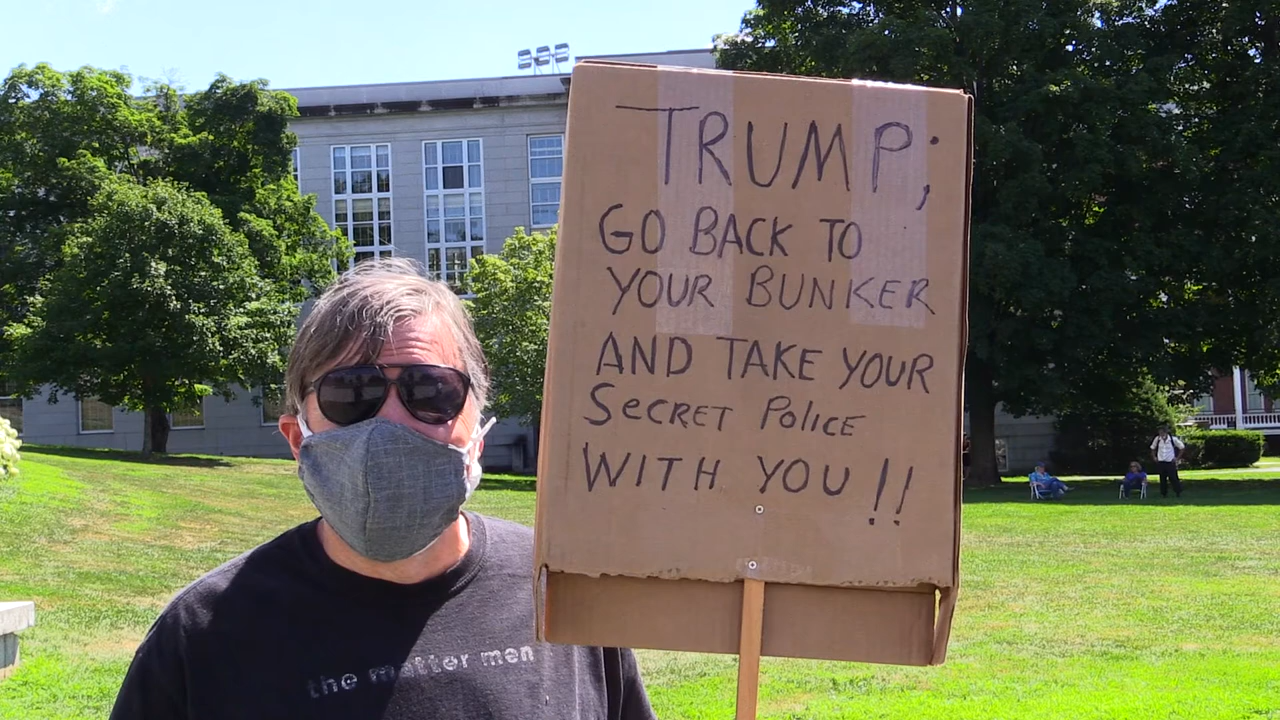 TRUMP;
GO BACK TO
YOUR BUNKER
AND TAKE YOUR
SeCRET PolicE
WITH YOU!!
the matter men